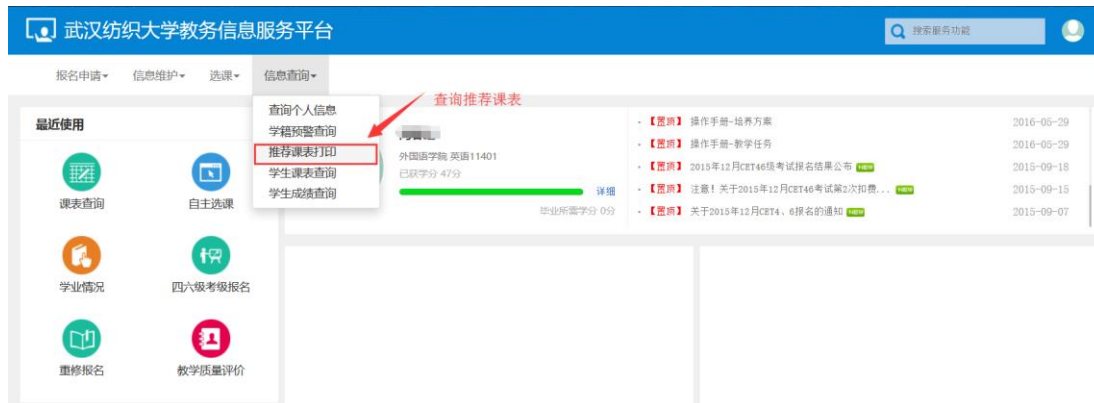 武汉纺织大学教务信息服务平台
搜索服务功能
报名申请 信息维护 选课 信息查询
查询推荐课表
查询个人信息
学籍预警查询
推荐课表打印
学生课表查询
学生成绩查询
最近使用
课表查询
自主选课
学业情况
四六级考级报名
重修报名
教学质量评价
外国语学院 英语11401
已获学分 47分
详细
毕业所需学分 0分
【置顶】 操作手册-培养方案 2016-05-29
【置顶】 操作手册-教学任务 2016-05-29
【置顶】 2015年12月CET46级考试报名结果公布 NEW 2015-09-18
【置顶】 注意！关于2015年12月CET46考试第2次扣费... NEW 2015-09-15
【置顶】 关于2015年12月CET4、6报名的通知 NEW 2015-09-07